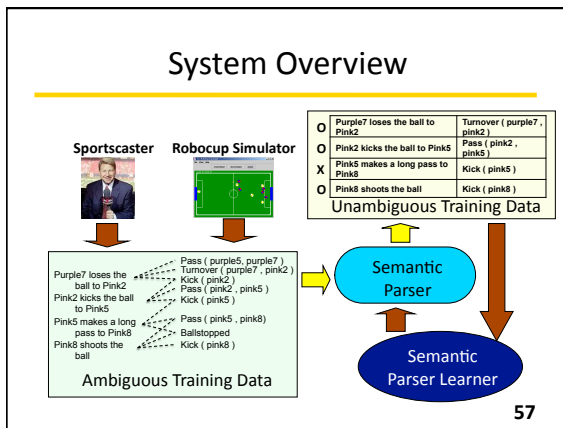 System Overview
Sportscaster
Robocup Simulator
O
Purple7 loses the ball to
Pink2
Turnover ( purple7 ,
pink2 )
O
Pink2 kicks the ball to Pink5
Pass ( pink2 ,
pink5 )
X
Pink5 makes a long pass to
Pink8
Kick ( pink5 )
O
Pink8 shoots the ball
Kick ( pink8 )
Unambiguous Training Data
Purple7 loses the
ball to Pink2
Pink2 kicks the ball
to Pink5
Pink5 makes a long
pass to Pink8
Pink8 shoots the
ball
Pass ( purple5, purple7 )
Turnover ( purple7 , pink2 )
Kick ( pink2 )
Pass ( pink2 , pink5 )
Kick ( pink5 )
Pass ( pink5 , pink8)
Ballstopped
Kick ( pink8 )
Ambiguous Training Data
Semantic
Parser
Semantic
Parser Learner
57